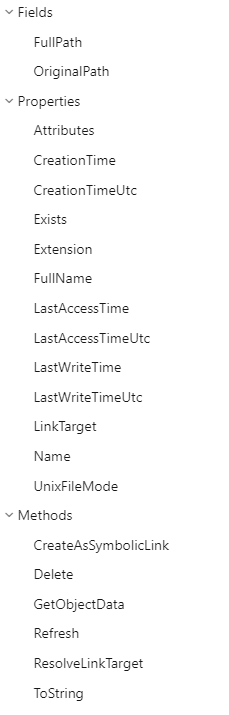 Fields
FullPath
OriginalPath
Properties
Attributes
CreationTime
CreationTimeUtc
Exists
Extension
FullName
LastAccessTime
LastAccessTimeUtc
LastWriteTime
LastWriteTimeUtc
LinkTarget
Name
UnixFileMode
Methods
CreateAsSymbolicLink
Delete
GetObjectData
Refresh
ResolveLinkTarget
ToString